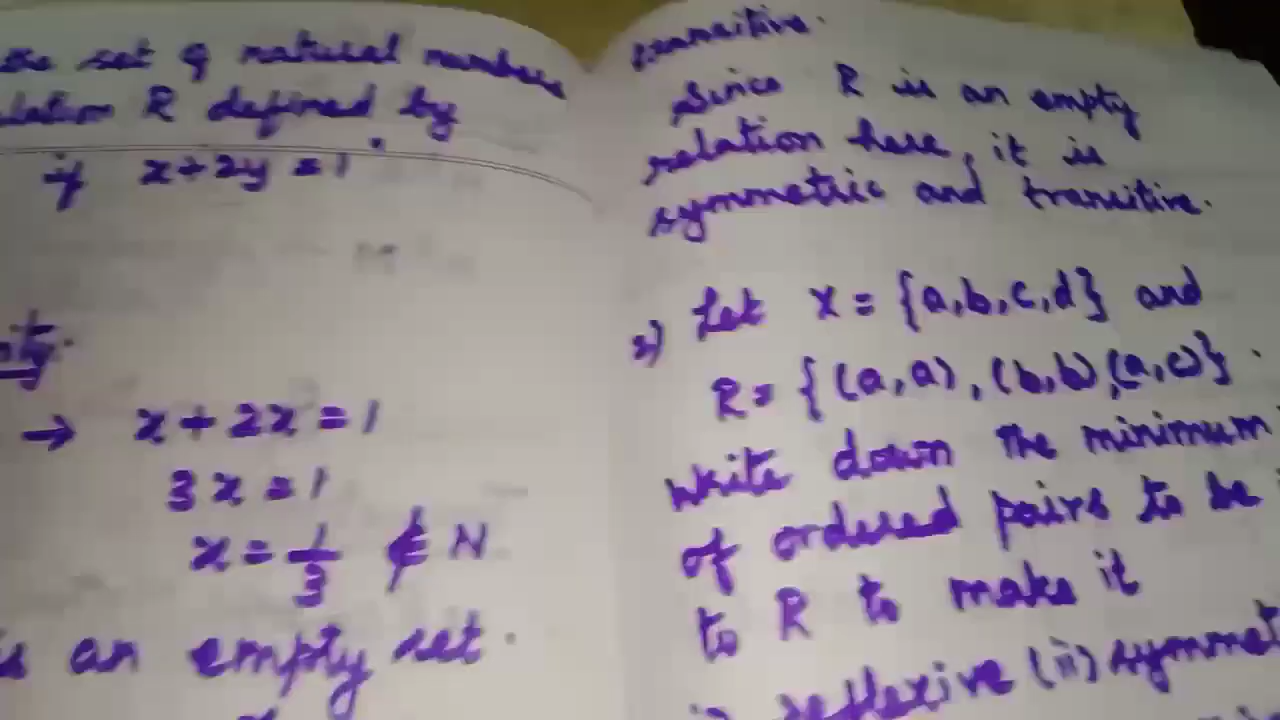 the set of natural numbers
R defined by
if x+2y=1
→ x+2x=1
3x=1
x=1/3 ∉ N
an empty set.
transitive.
Since R is an empty
relation here, it is
symmetric and transitive.
2) Let X={a,b,c,d} and
R={(a,a),(b,b),(a,c)}.
Write down the minimum
of ordered pairs to be
to R to make it
reflexive (ii) symmet